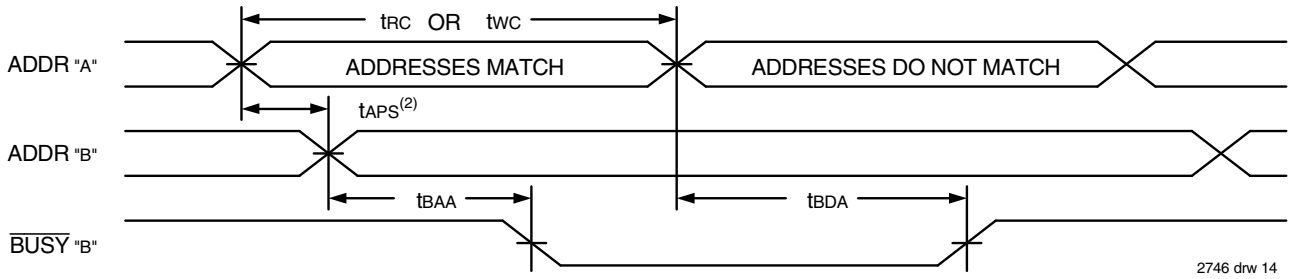 tRC OR tWC
ADDR "A"
ADDRESSES MATCH
ADDRESSES DO NOT MATCH
tAPS(2)
ADDR "B"
tBAA
tBDA
BUSY "B"
2746 drw 14